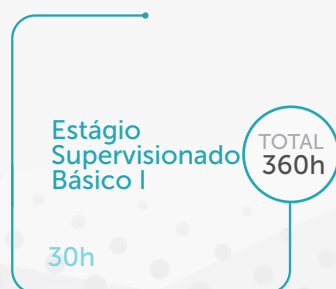 Estágio
Supervisionado
Básico I
TOTAL
360h
30h